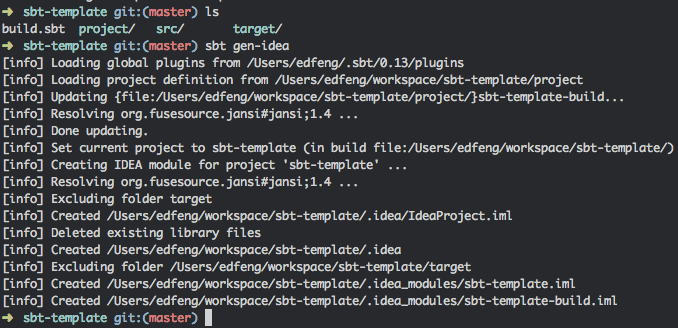 ➜ sbt-template git:(master) ls
build.sbt project/ src/ target/
➜ sbt-template git:(master) sbt gen-idea
[info] Loading global plugins from /Users/edfeng/.sbt/0.13/plugins
[info] Loading project definition from /Users/edfeng/workspace/sbt-template/project
[info] Updating {file:/Users/edfeng/workspace/sbt-template/project/}sbt-template-build...
[info] Resolving org.fusesource.jansi#jansi;1.4 ...
[info] Done updating.
[info] Set current project to sbt-template (in build file:/Users/edfeng/workspace/sbt-template/)
[info] Creating IDEA module for project 'sbt-template' ...
[info] Resolving org.fusesource.jansi#jansi;1.4 ...
[info] Excluding folder target
[info] Created /Users/edfeng/workspace/sbt-template/.idea/IdeaProject.iml
[info] Deleted existing library files
[info] Created /Users/edfeng/workspace/sbt-template/.idea
[info] Excluding folder /Users/edfeng/workspace/sbt-template/target
[info] Created /Users/edfeng/workspace/sbt-template/.idea_modules/sbt-template.iml
[info] Created /Users/edfeng/workspace/sbt-template/.idea_modules/sbt-template-build.iml
➜ sbt-template git:(master)